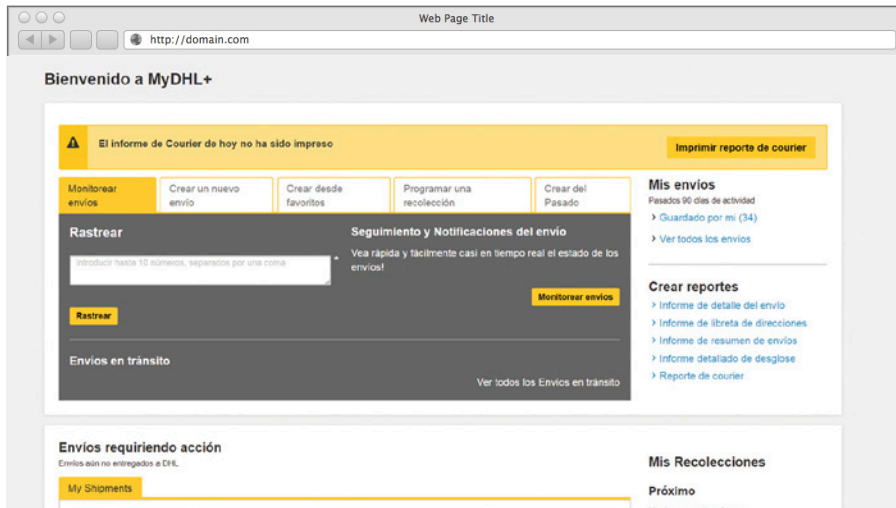 Web Page Title
http://domain.com
Bienvenido a MyDHL+
El informe de Courier de hoy no ha sido impreso
Imprimir reporte de courier
Monitorear
envíos
Crear un nuevo
envío
Crear desde
favoritos
Programar una
recolección
Crear del
Pasado
Rastrear
Introducir hasta 10 números, separados por una coma
*
Rastrear
Seguimiento y Notificaciones del envío
Vea rápida y fácilmente casi en tiempo real el estado de los
envíos!
Monitorear envíos
Envíos en tránsito
Ver todos los Envíos en tránsito
Mis envíos
Pasados 90 días de actividad
Guardado por mí (34)
Ver todos los envíos
Crear reportes
Informe de detalle del envío
Informe de libreta de direcciones
Informe de resumen de envíos
Informe detallado de desglose
Reporte de courier
Envíos requiriendo acción
Envíos aún no entregados a DHL
My Shipments
Mis Recolecciones
Próximo